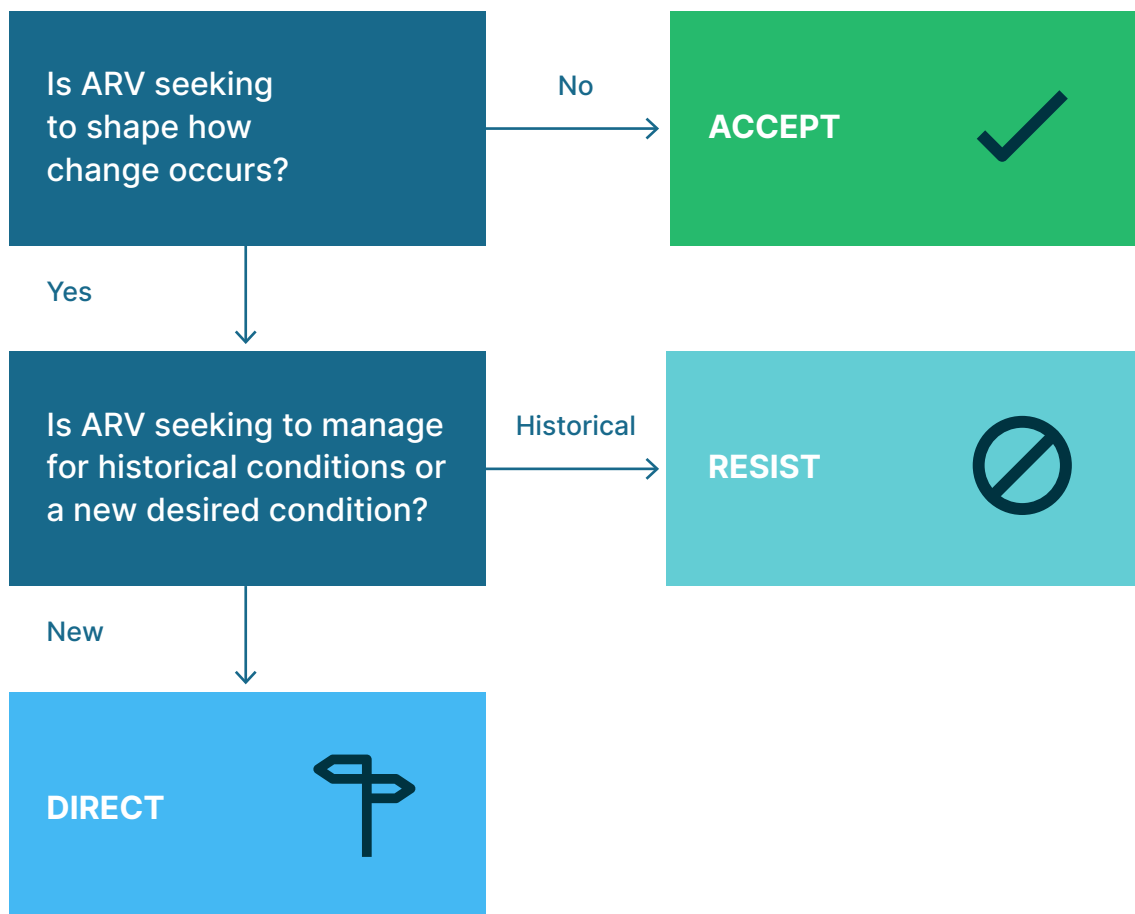 Is ARV seeking
to shape how
change occurs?
No
ACCEPT
Yes
Is ARV seeking to manage
for historical conditions or
a new desired condition?
Historical
RESIST
New
DIRECT